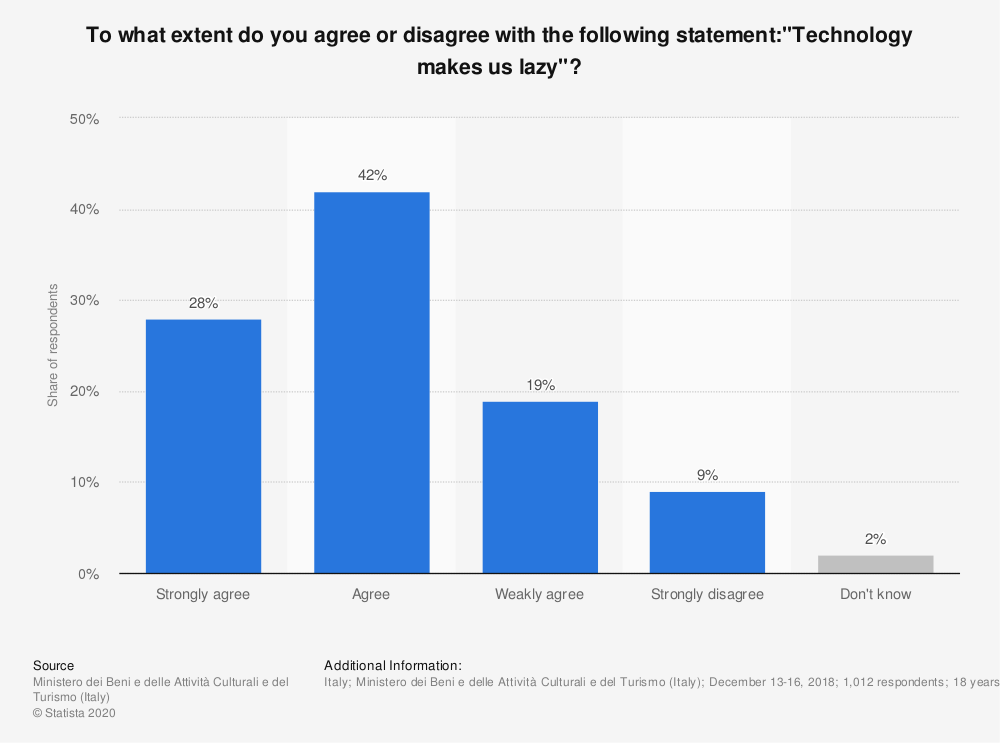 To what extent do you agree or disagree with the following statement:"Technology
makes us lazy"?
50%
40%
30%
20%
10%
0%
Share of respondents
28%
42%
19%
9%
2%
Strongly agree
Agree
Weakly agree
Strongly disagree
Don't know
Source
Ministero dei Beni e delle Attività Culturali e del
Turismo (Italy)
© Statista 2020
Additional Information:
Italy; Ministero dei Beni e delle Attività Culturali e del Turismo (Italy); December 13-16, 2018; 1,012 respondents; 18 years